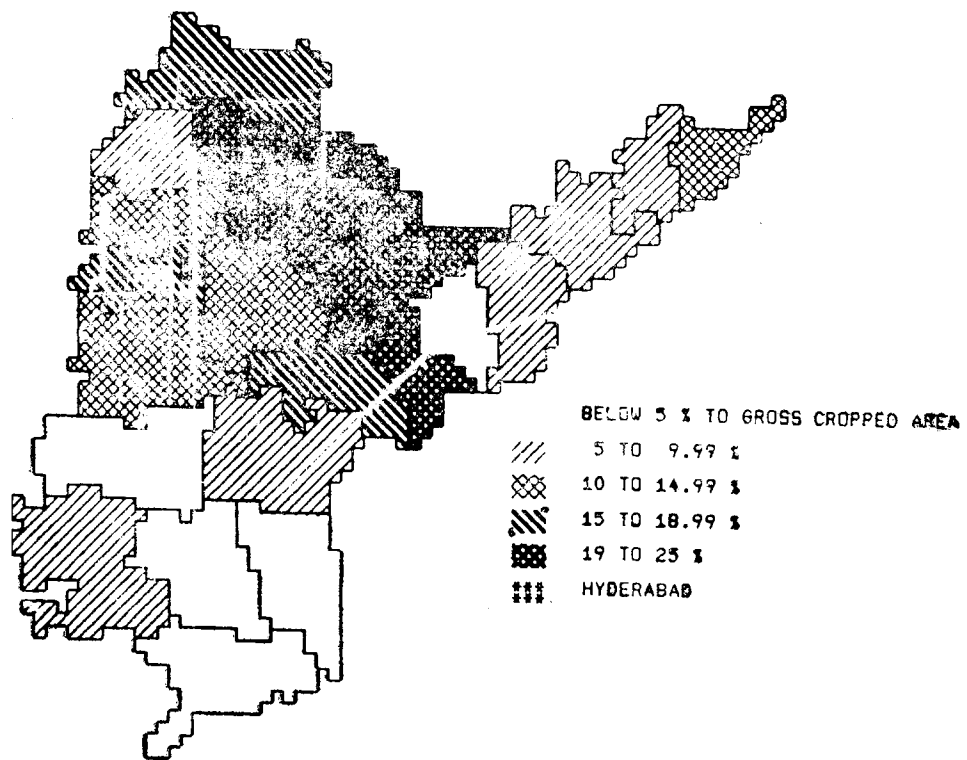 BELOW 5 % TO GROSS CROPPED AREA
5 TO 9.99 %
10 TO 14.99 %
15 TO 18.99 %
19 TO 25 %
HYDERABAD